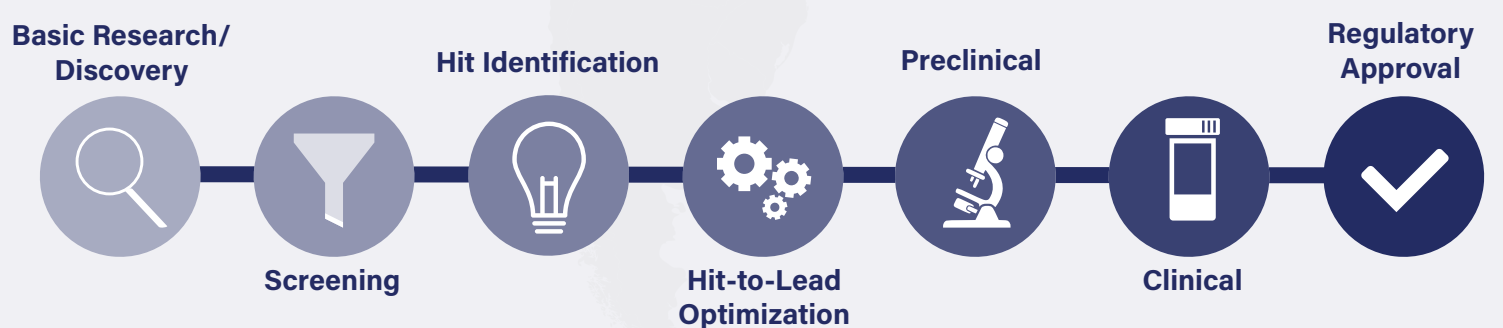 Basic Research/
Discovery
Screening
Hit Identification
Hit-to-Lead
Optimization
Preclinical
Clinical
Regulatory
Approval